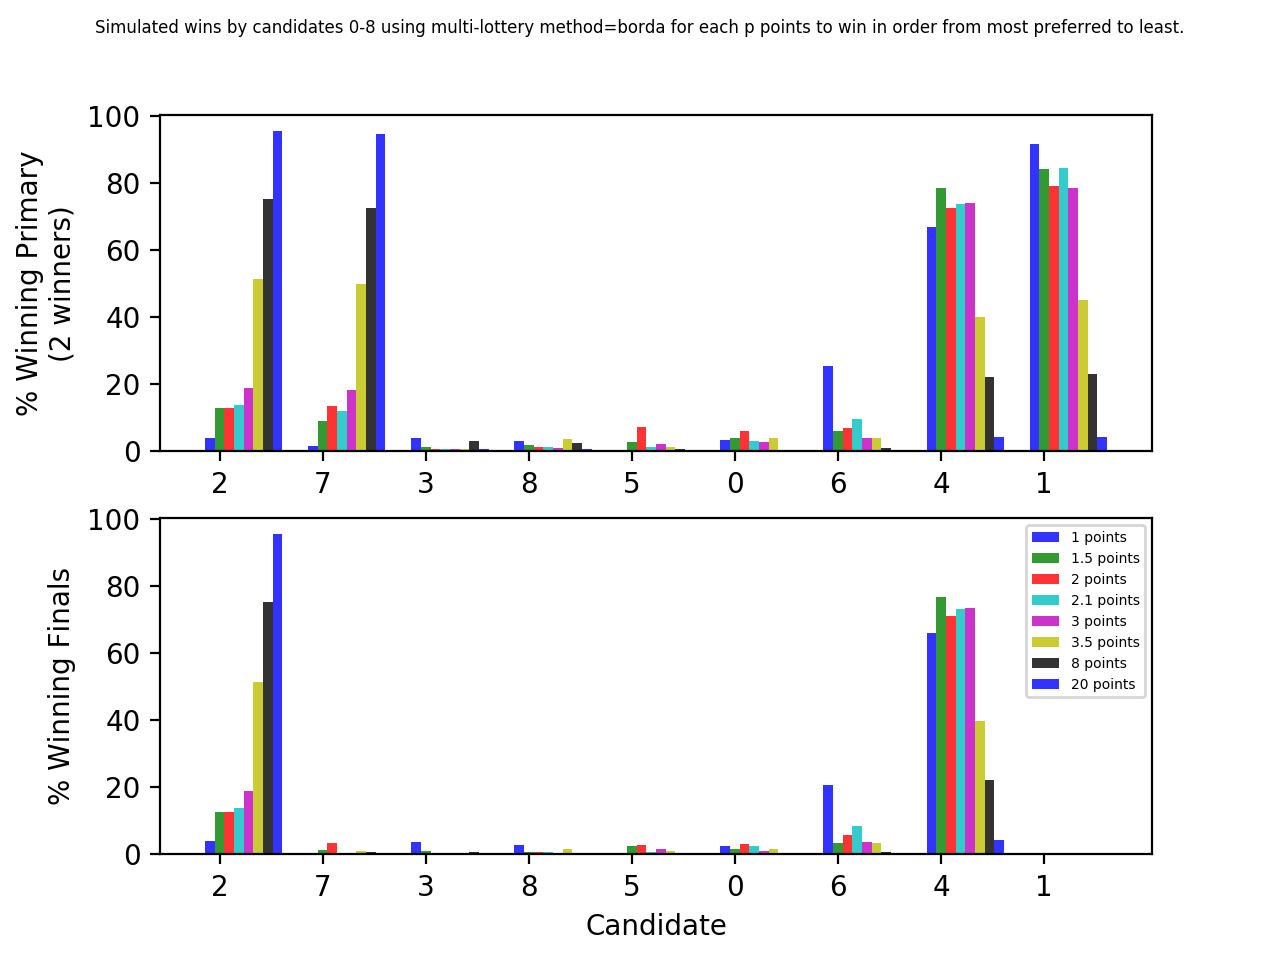 Simulated wins by candidates 0-8 using multi-lottery method=borda for each p points to win in order from most preferred to least.
% Winning Primary
(2 winners)
100
80
60
40
20
0
2 7 3 8 5 0 6 4 1
% Winning Finals
100
80
60
40
20
0
1 points
1.5 points
2 points
2.1 points
3 points
3.5 points
8 points
20 points
2 7 3 8 5 0 6 4 1
Candidate